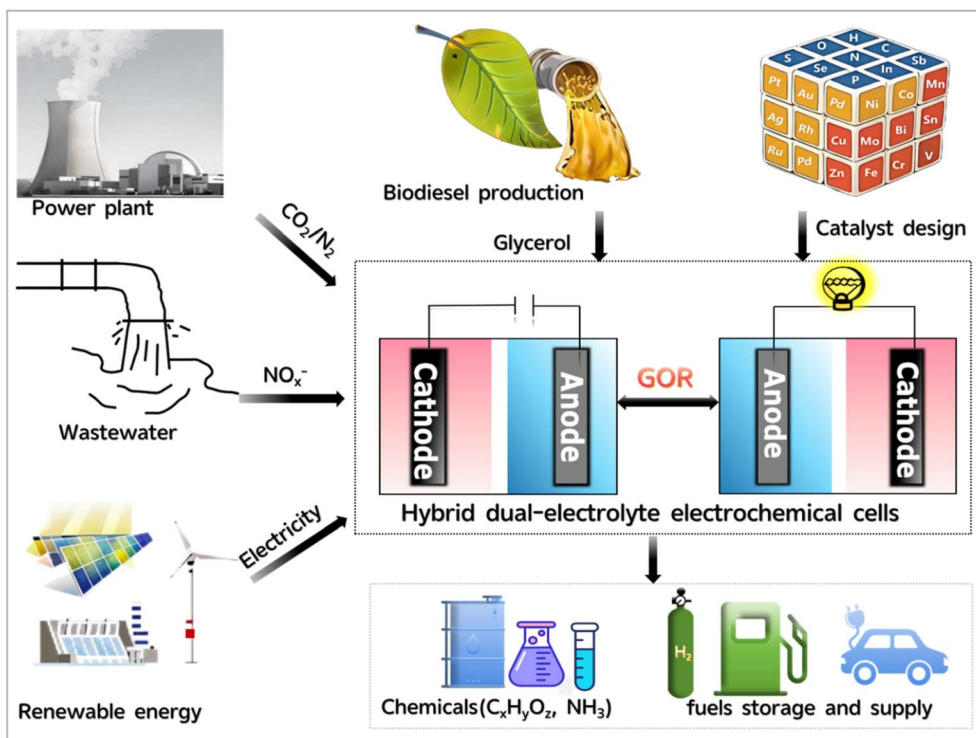 H
O
C
S
N
Sb
Se
In
P
Pt
Au
Pd
Ni
Co
Mn
Ag
Rh
Cu
Mo
Bi
Sn
Ru
Pd
Zn
Fe
Cr
V
Power plant
Biodiesel production
Catalyst design
CO₂/N₂
Glycerol
NOₓ⁻
Wastewater
Cathode
Anode
GOR
Anode
Cathode
Hybrid dual-electrolyte electrochemical cells
Electricity
Renewable energy
H₂
Chemicals(CₓHᵧO𝓏, NH₃)
fuels storage and supply